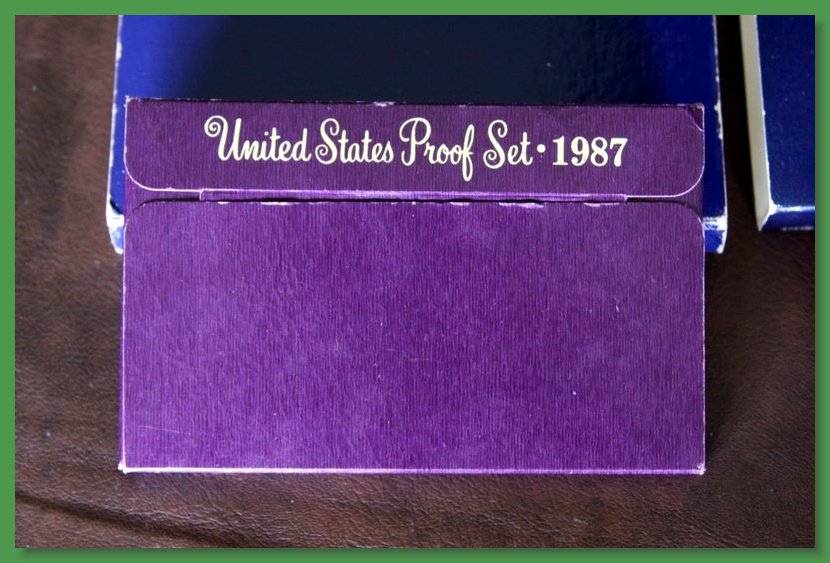 United States Proof Set • 1987